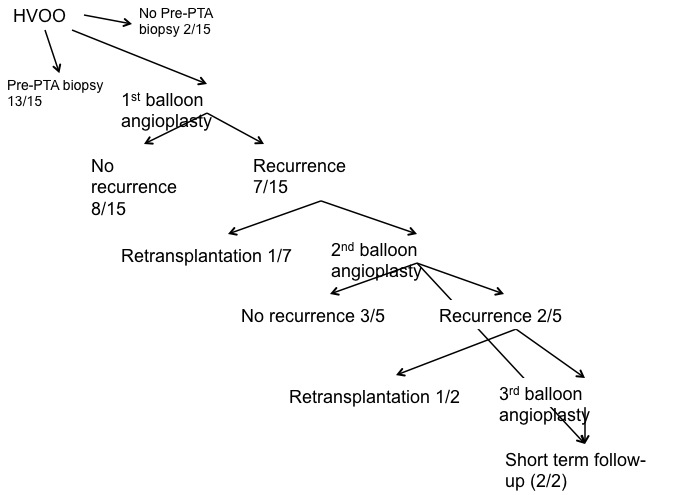 HVOO
No Pre-PTA
biopsy 2/15
Pre-PTA biopsy
13/15
1st balloon
angioplasty
No
recurrence
8/15
Recurrence
7/15
Retransplantation 1/7
2nd balloon
angioplasty
No recurrence 3/5
Recurrence 2/5
Retransplantation 1/2
3rd balloon
angioplasty
Short term follow-
up (2/2)